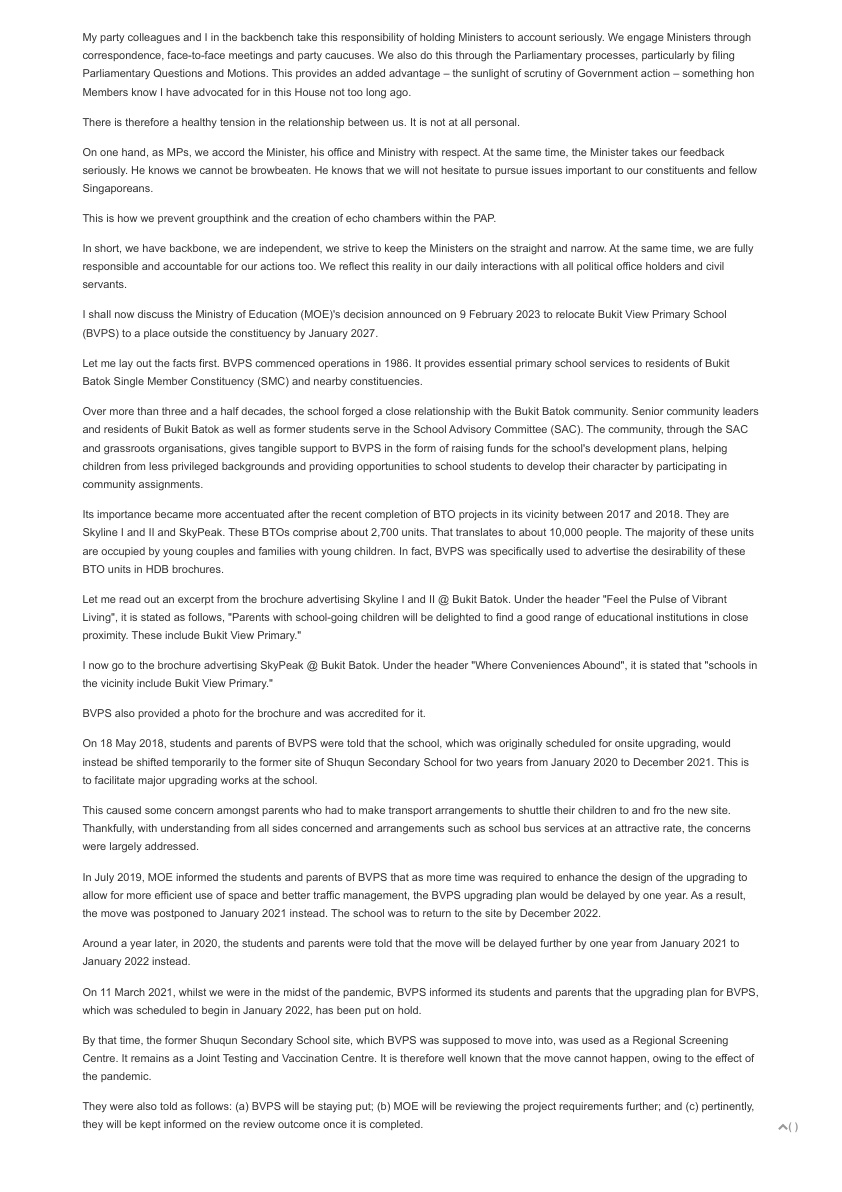 My party colleagues and I in the backbench take this responsibility of holding Ministers to account seriously. We engage Ministers through
correspondence, face-to-face meetings and party caucuses. We also do this through the Parliamentary processes, particularly by filing
Parliamentary Questions and Motions. This provides an added advantage – the sunlight of scrutiny of Government action – something hon
Members know I have advocated for in this House not too long ago.
There is therefore a healthy tension in the relationship between us. It is not at all personal.
On one hand, as MPs, we accord the Minister, his office and Ministry with respect. At the same time, the Minister takes our feedback
seriously. He knows we cannot be browbeaten. He knows that we will not hesitate to pursue issues important to our constituents and fellow
Singaporeans.
This is how we prevent groupthink and the creation of echo chambers within the PAP.
In short, we have backbone, we are independent, we strive to keep the Ministers on the straight and narrow. At the same time, we are fully
responsible and accountable for our actions too. We reflect this reality in our daily interactions with all political office holders and civil
servants.
I shall now discuss the Ministry of Education (MOE)'s decision announced on 9 February 2023 to relocate Bukit View Primary School
(BVPS) to a place outside the constituency by January 2027.
Let me lay out the facts first. BVPS commenced operations in 1986. It provides essential primary school services to residents of Bukit
Batok Single Member Constituency (SMC) and nearby constituencies.
Over more than three and a half decades, the school forged a close relationship with the Bukit Batok community. Senior community leaders
and residents of Bukit Batok as well as former students serve in the School Advisory Committee (SAC). The community, through the SAC
and grassroots organisations, gives tangible support to BVPS in the form of raising funds for the school's development plans, helping
children from less privileged backgrounds and providing opportunities to school students to develop their character by participating in
community assignments.
Its importance became more accentuated after the recent completion of BTO projects in its vicinity between 2017 and 2018. They are
Skyline I and II and SkyPeak. These BTOs comprise about 2,700 units. That translates to about 10,000 people. The majority of these units
are occupied by young couples and families with young children. In fact, BVPS was specifically used to advertise the desirability of these
BTO units in HDB brochures.
Let me read out an excerpt from the brochure advertising Skyline I and II @ Bukit Batok. Under the header "Feel the Pulse of Vibrant
Living", it is stated as follows, "Parents with school-going children will be delighted to find a good range of educational institutions in close
proximity. These include Bukit View Primary."
I now go to the brochure advertising SkyPeak @ Bukit Batok. Under the header "Where Conveniences Abound", it is stated that "schools in
the vicinity include Bukit View Primary."
BVPS also provided a photo for the brochure and was accredited for it.
On 18 May 2018, students and parents of BVPS were told that the school, which was originally scheduled for onsite upgrading, would
instead be shifted temporarily to the former site of Shuqun Secondary School for two years from January 2020 to December 2021. This is
to facilitate major upgrading works at the school.
This caused some concern amongst parents who had to make transport arrangements to shuttle their children to and fro the new site.
Thankfully, with understanding from all sides concerned and arrangements such as school bus services at an attractive rate, the concerns
were largely addressed.
In July 2019, MOE informed the students and parents of BVPS that as more time was required to enhance the design of the upgrading to
allow for more efficient use of space and better traffic management, the BVPS upgrading plan would be delayed by one year. As a result,
the move was postponed to January 2021 instead. The school was to return to the site by December 2022.
Around a year later, in 2020, the students and parents were told that the move will be delayed further by one year from January 2021 to
January 2022 instead.
On 11 March 2021, whilst we were in the midst of the pandemic, BVPS informed its students and parents that the upgrading plan for BVPS,
which was scheduled to begin in January 2022, has been put on hold.
By that time, the former Shuqun Secondary School site, which BVPS was supposed to move into, was used as a Regional Screening
Centre. It remains as a Joint Testing and Vaccination Centre. It is therefore well known that the move cannot happen, owing to the effect of
the pandemic.
They were also told as follows: (a) BVPS will be staying put; (b) MOE will be reviewing the project requirements further; and (c) pertinently,
they will be kept informed on the review outcome once it is completed.
( )